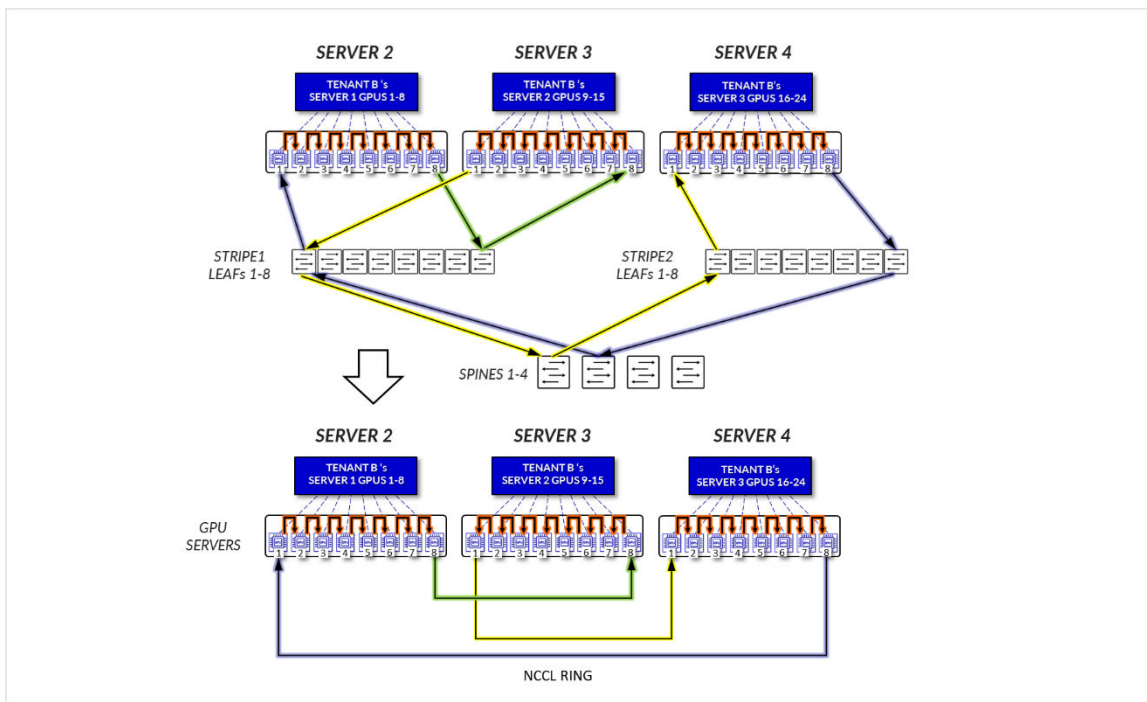 SERVER 2
SERVER 3
SERVER 4
TENANT B 's
SERVER 1 GPUS 1-8
TENANT B's
SERVER 2 GPUS 9-15
TENANT B's
SERVER 3 GPUS 16-24
1 2 3 4 5 6 7 8
1 2 3 4 5 6 7 8
1 2 3 4 5 6 7 8
STRIPE1
LEAFs 1-8
STRIPE2
LEAFs 1-8
SPINES 1-4
SERVER 2
SERVER 3
SERVER 4
TENANT B 's
SERVER 1 GPUS 1-8
TENANT B's
SERVER 2 GPUS 9-15
TENANT B's
SERVER 3 GPUS 16-24
GPU
SERVERS
1 2 3 4 5 6 7 8
1 2 3 4 5 6 7 8
1 2 3 4 5 6 7 8
NCCL RING